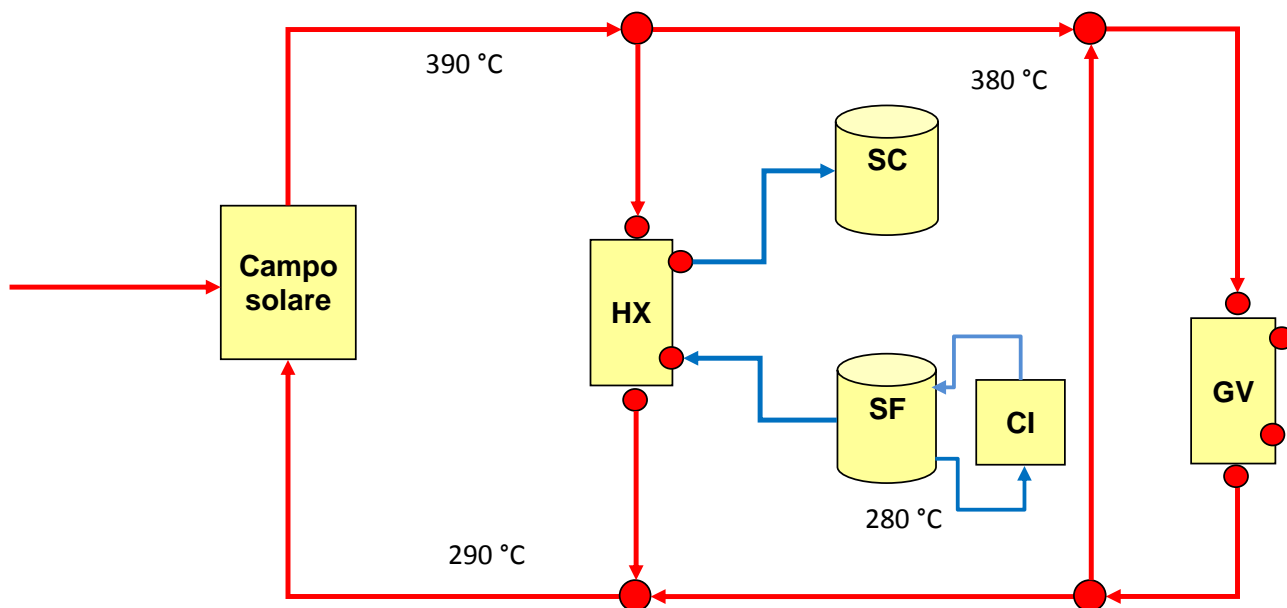 390 °C
380 °C
SC
Campo
solare
HX
SF
CI
GV
280 °C
290 °C